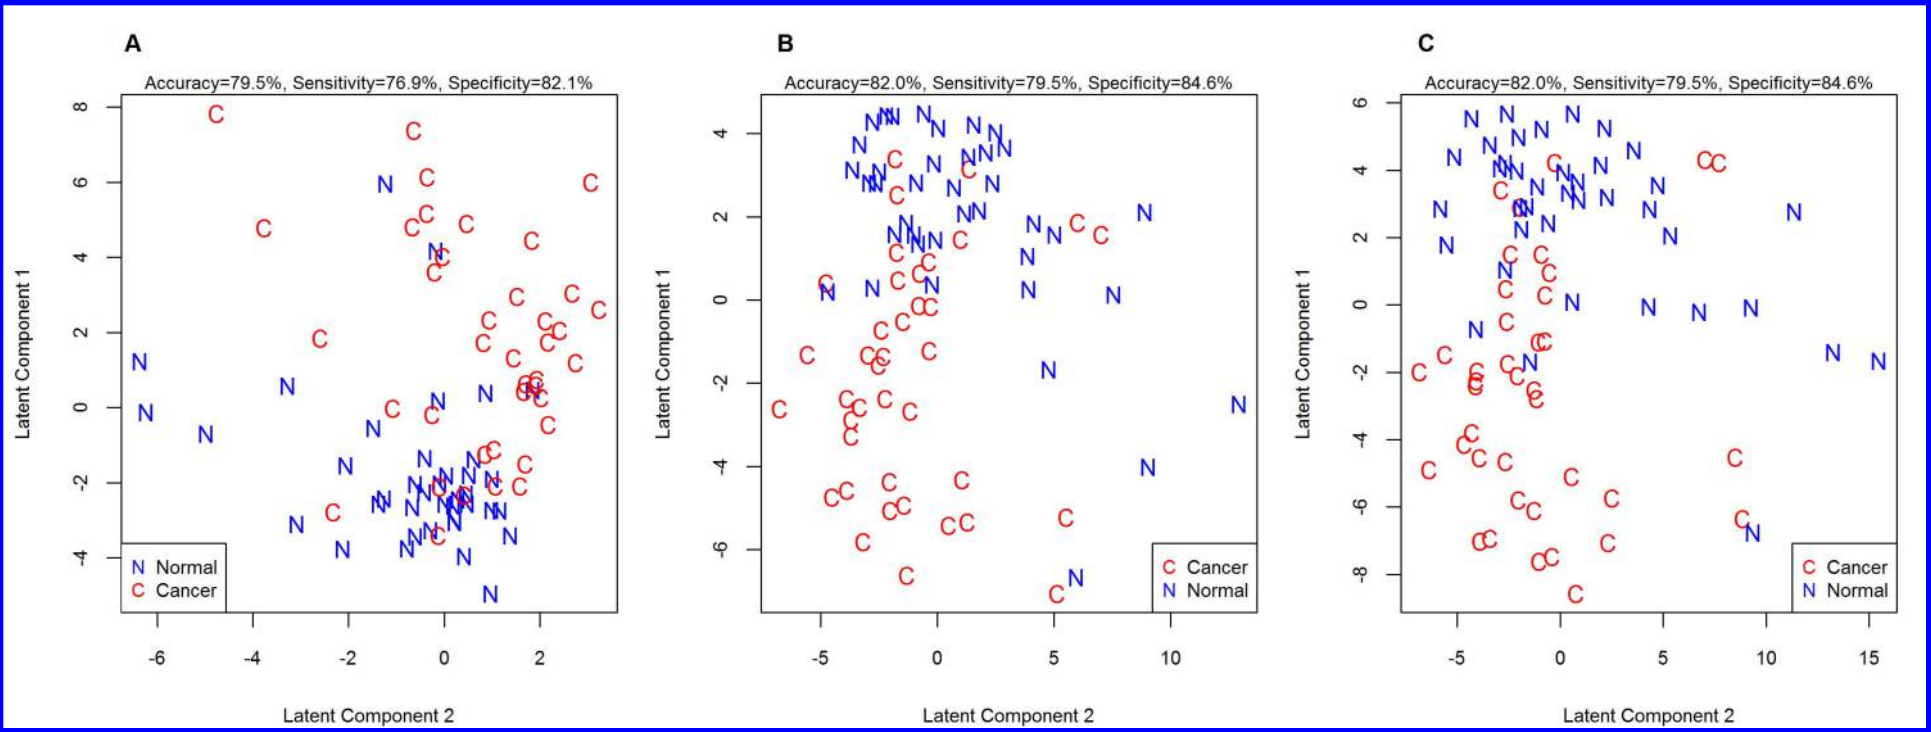 A
Accuracy=79.5%, Sensitivity=76.9%, Specificity=82.1%
8
6
4
2
0
-2
-4
Latent Component 1
N Normal
C Cancer
-6 -4 -2 0 2
Latent Component 2
B
Accuracy=82.0%, Sensitivity=79.5%, Specificity=84.6%
4
2
0
-2
-4
-6
Latent Component 1
C Cancer
N Normal
-5 0 5 10
Latent Component 2
C
Accuracy=82.0%, Sensitivity=79.5%, Specificity=84.6%
6
4
2
0
-2
-4
-6
-8
Latent Component 1
C Cancer
N Normal
-5 0 5 10 15
Latent Component 2